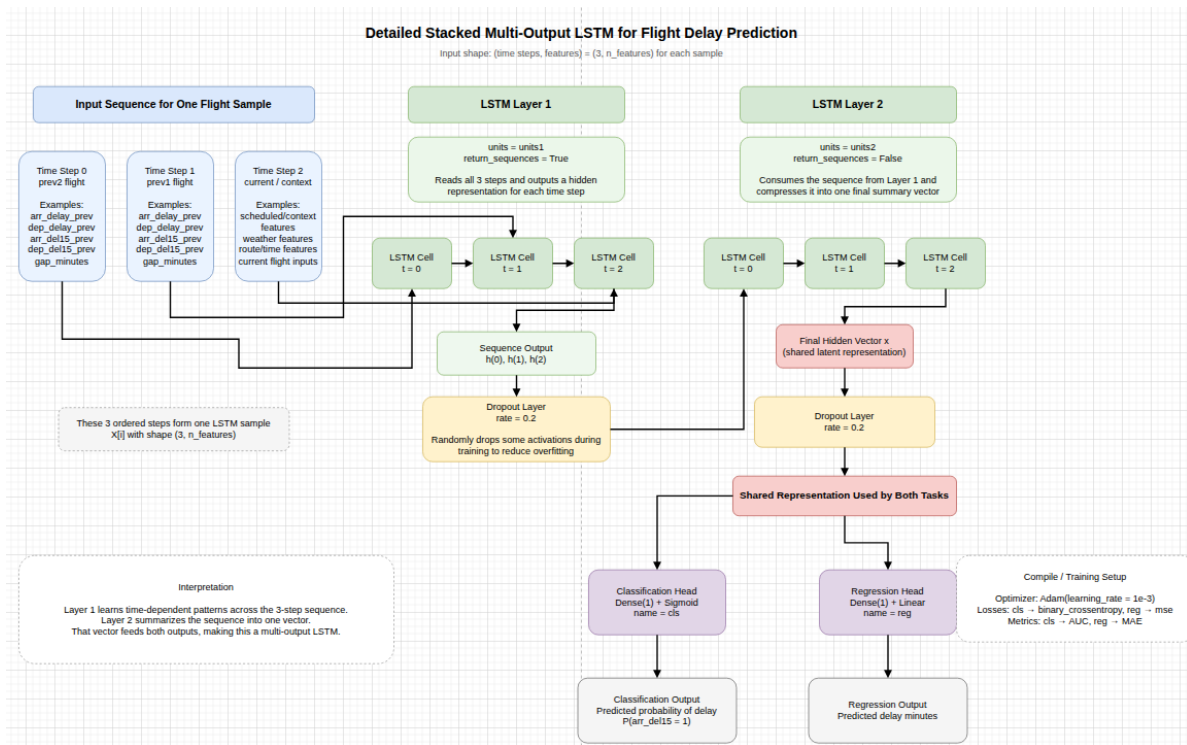 Detailed Stacked Multi-Output LSTM for Flight Delay Prediction
Input shape: (time steps, features) = (3, n_features) for each sample
Input Sequence for One Flight Sample
LSTM Layer 1
LSTM Layer 2
Time Step 0
prev2 flight
Examples:
arr_delay_prev
dep_delay_prev
arr_del15_prev
dep_del15_prev
gap_minutes
Time Step 1
prev1 flight
Examples:
arr_delay_prev
dep_delay_prev
arr_del15_prev
dep_del15_prev
gap_minutes
Time Step 2
current / context
Examples:
scheduled/context
features
weather features
route/time features
current flight inputs
units = units1
return_sequences = True
Reads all 3 steps and outputs a hidden
representation for each time step
units = units2
return_sequences = False
Consumes the sequence from Layer 1 and
compresses it into one final summary vector
LSTM Cell
t = 0
LSTM Cell
t = 1
LSTM Cell
t = 2
LSTM Cell
t = 0
LSTM Cell
t = 1
LSTM Cell
t = 2
Sequence Output
h(0), h(1), h(2)
Final Hidden Vector x
(shared latent representation)
Dropout Layer
rate = 0.2
Randomly drops some activations during
training to reduce overfitting
Dropout Layer
rate = 0.2
These 3 ordered steps form one LSTM sample
X[i] with shape (3, n_features)
Shared Representation Used by Both Tasks
Interpretation
Layer 1 learns time-dependent patterns across the 3-step sequence.
Layer 2 summarizes the sequence into one vector.
That vector feeds both outputs, making this a multi-output LSTM.
Classification Head
Dense(1) + Sigmoid
name = cls
Regression Head
Dense(1) + Linear
name = reg
Compile / Training Setup
Optimizer: Adam(learning_rate = 1e-3)
Losses: cls → binary_crossentropy, reg → mse
Metrics: cls → AUC, reg → MAE
Classification Output
Predicted probability of delay
P(arr_del15 = 1)
Regression Output
Predicted delay minutes